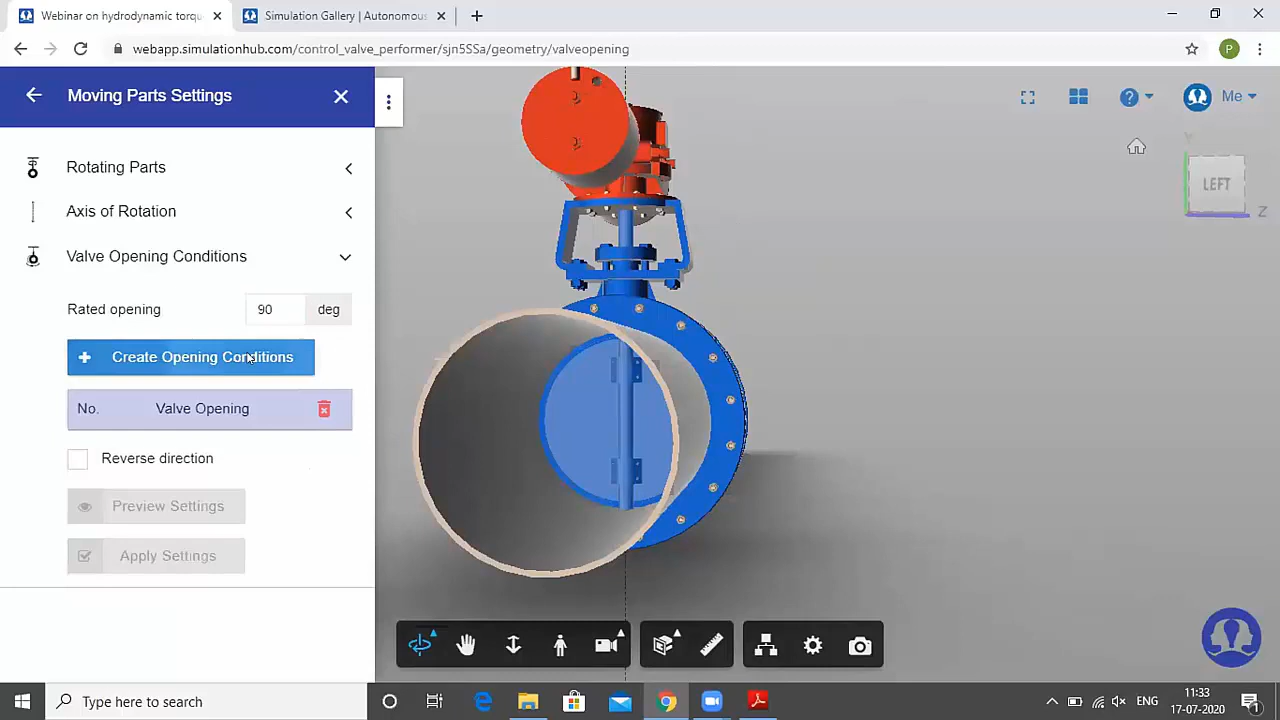 Webinar on hydrodynamic torqu
Simulation Gallery | Autonomous
webapp.simulationhub.com/control_valve_performer/sjn5SSa/geometry/valveopening
P
Moving Parts Settings
Me
Rotating Parts
Axis of Rotation
Valve Opening Conditions
Rated opening 90 deg
Create Opening Conditions
No. Valve Opening
Reverse direction
Preview Settings
Apply Settings
Y
LEFT
Z
Type here to search
ENG
11:33
17-07-2020
1